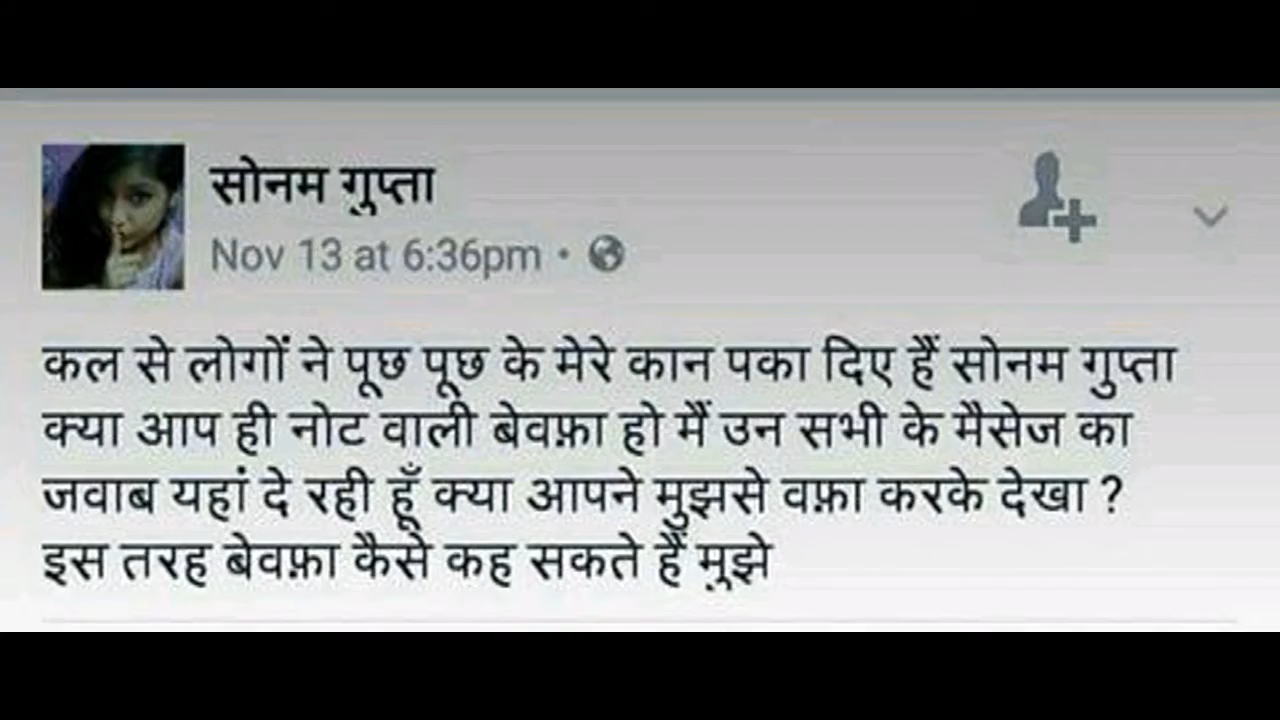 सोनम गुप्ता
Nov 13 at 6:36pm •
कल से लोगों ने पूछ पूछ के मेरे कान पका दिए हैं सोनम गुप्ता
क्या आप ही नोट वाली बेवफ़ा हो मैं उन सभी के मैसेज का
जवाब यहां दे रही हूँ क्या आपने मुझसे वफ़ा करके देखा ?
इस तरह बेवफ़ा कैसे कह सकते हैं मुझे